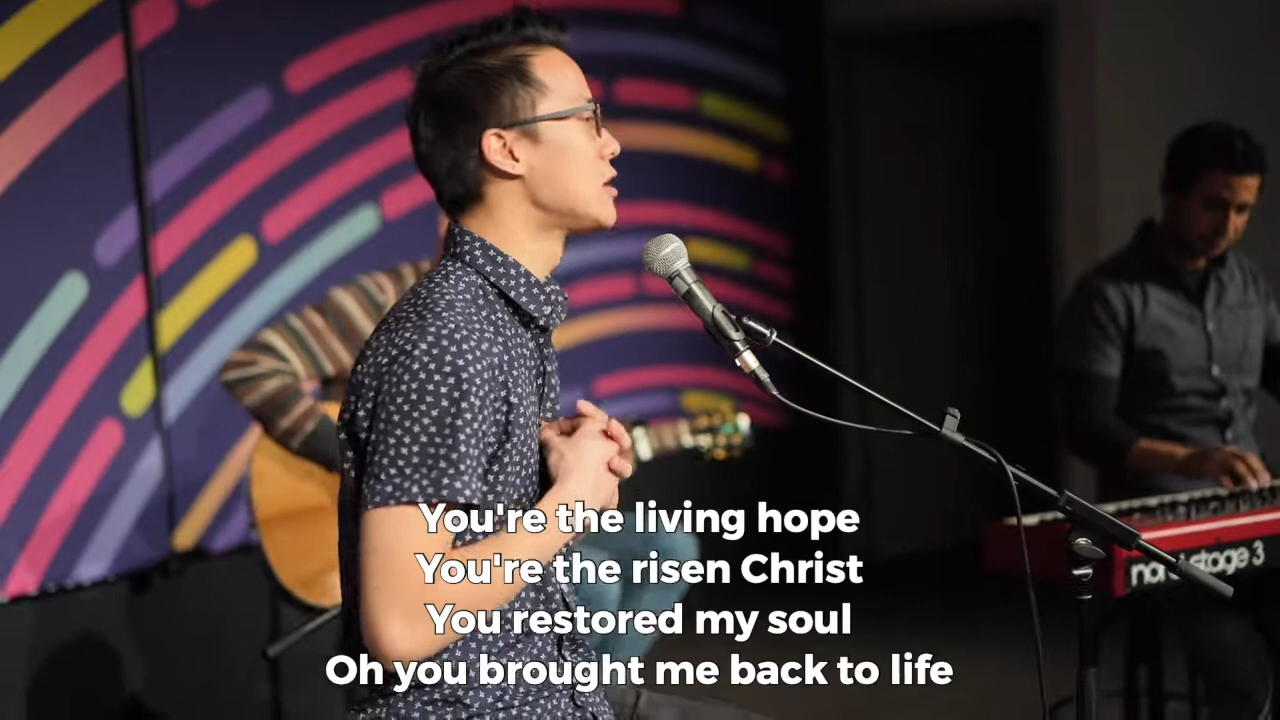 You're the living hope
You're the risen Christ
You restored my soul
Oh you brought me back to life
nord stage 3